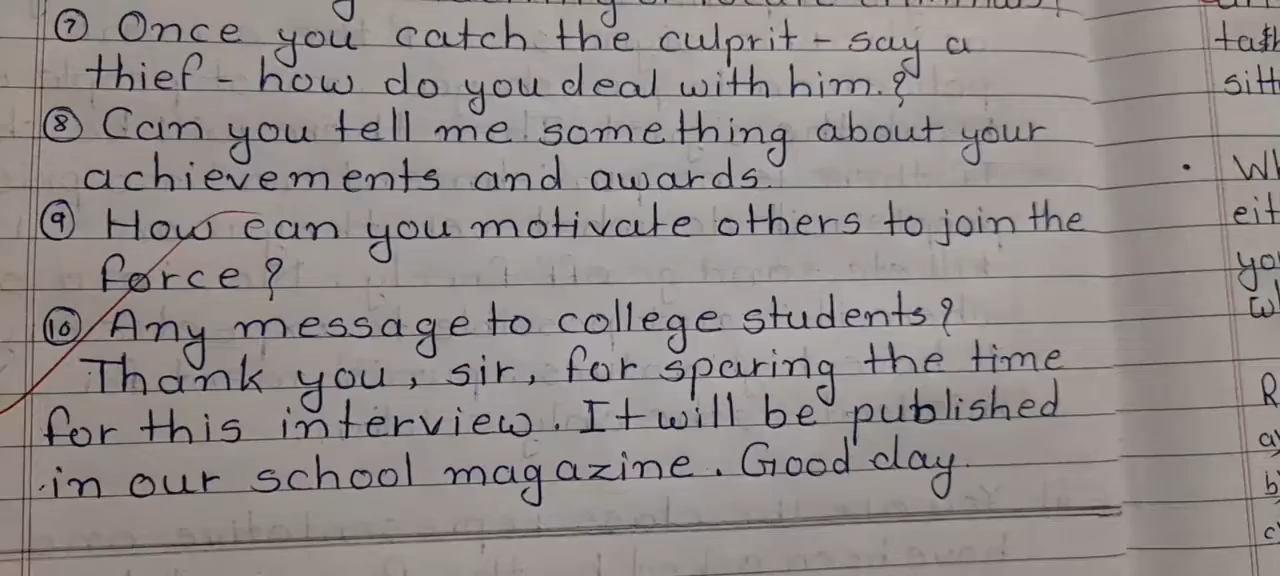 ⑦ Once you catch the culprit - say a
thief - how do you deal with him.?
⑧ Can you tell me something about your
achievements and awards.
⑨ How can you motivate others to join the
force?
⑩ Any message to college students?
Thank you, sir, for sparing the time
for this interview. It will be published
in our school magazine. Good day.
R
a)
b)
c)